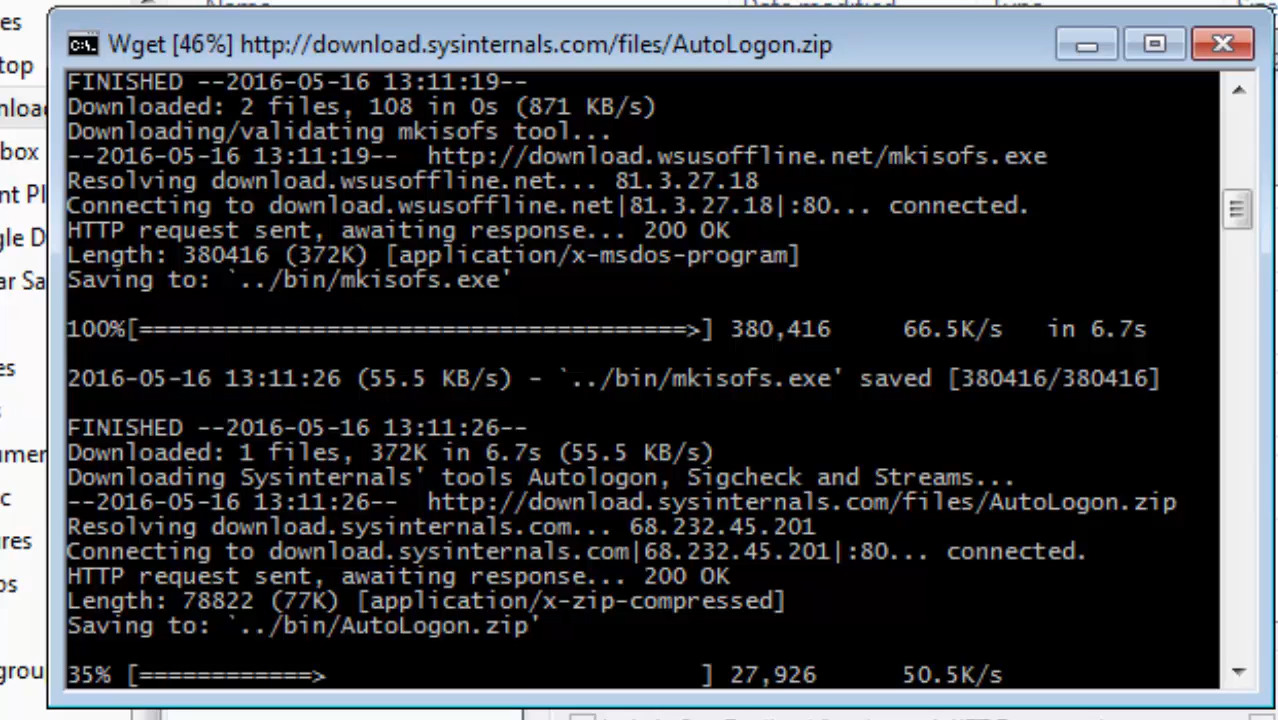 Wget [46%] http://download.sysinternals.com/files/AutoLogon.zip
FINISHED --2016-05-16 13:11:19--
Downloaded: 2 files, 108 in 0s (871 KB/s)
Downloading/validating mkisofs tool...
--2016-05-16 13:11:19--  http://download.wsusoffline.net/mkisofs.exe
Resolving download.wsusoffline.net... 81.3.27.18
Connecting to download.wsusoffline.net|81.3.27.18|:80... connected.
HTTP request sent, awaiting response... 200 OK
Length: 380416 (372K) [application/x-msdos-program]
Saving to: `../bin/mkisofs.exe'
100%[======================================>] 380,416     66.5K/s   in 6.7s
2016-05-16 13:11:26 (55.5 KB/s) - `../bin/mkisofs.exe' saved [380416/380416]
FINISHED --2016-05-16 13:11:26--
Downloaded: 1 files, 372K in 6.7s (55.5 KB/s)
Downloading Sysinternals' tools Autologon, Sigcheck and Streams...
--2016-05-16 13:11:26--  http://download.sysinternals.com/files/AutoLogon.zip
Resolving download.sysinternals.com... 68.232.45.201
Connecting to download.sysinternals.com|68.232.45.201|:80... connected.
HTTP request sent, awaiting response... 200 OK
Length: 78822 (77K) [application/x-zip-compressed]
Saving to: `../bin/AutoLogon.zip'
35% [============>                          ] 27,926      50.5K/s